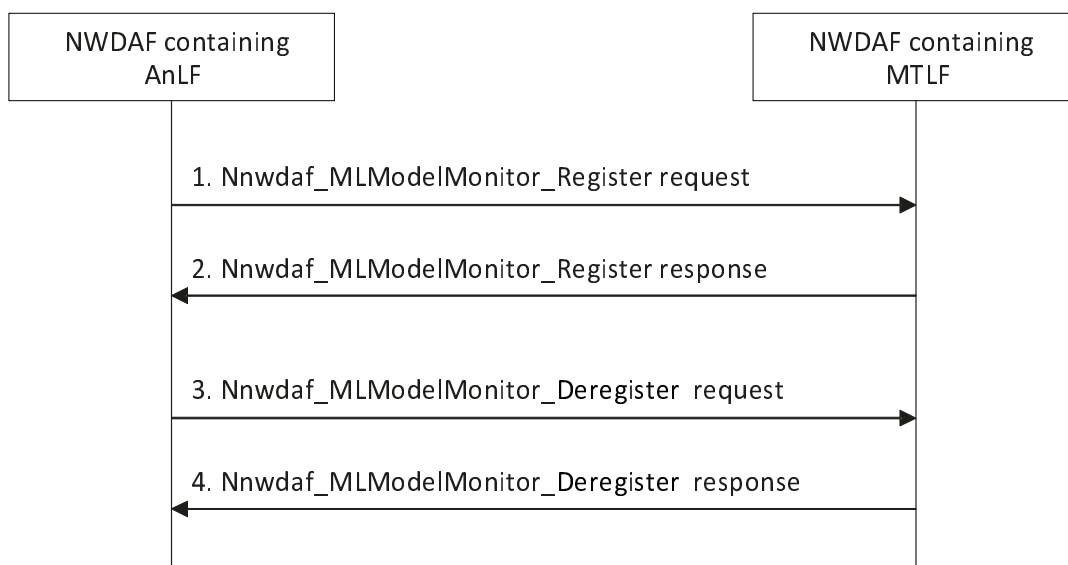 NWDAF containing
AnLF
NWDAF containing
MTLF
1. Nnwdaf_MLModelMonitor_Register request
2. Nnwdaf_MLModelMonitor_Register response
3. Nnwdaf_MLModelMonitor_Deregister request
4. Nnwdaf_MLModelMonitor_Deregister response